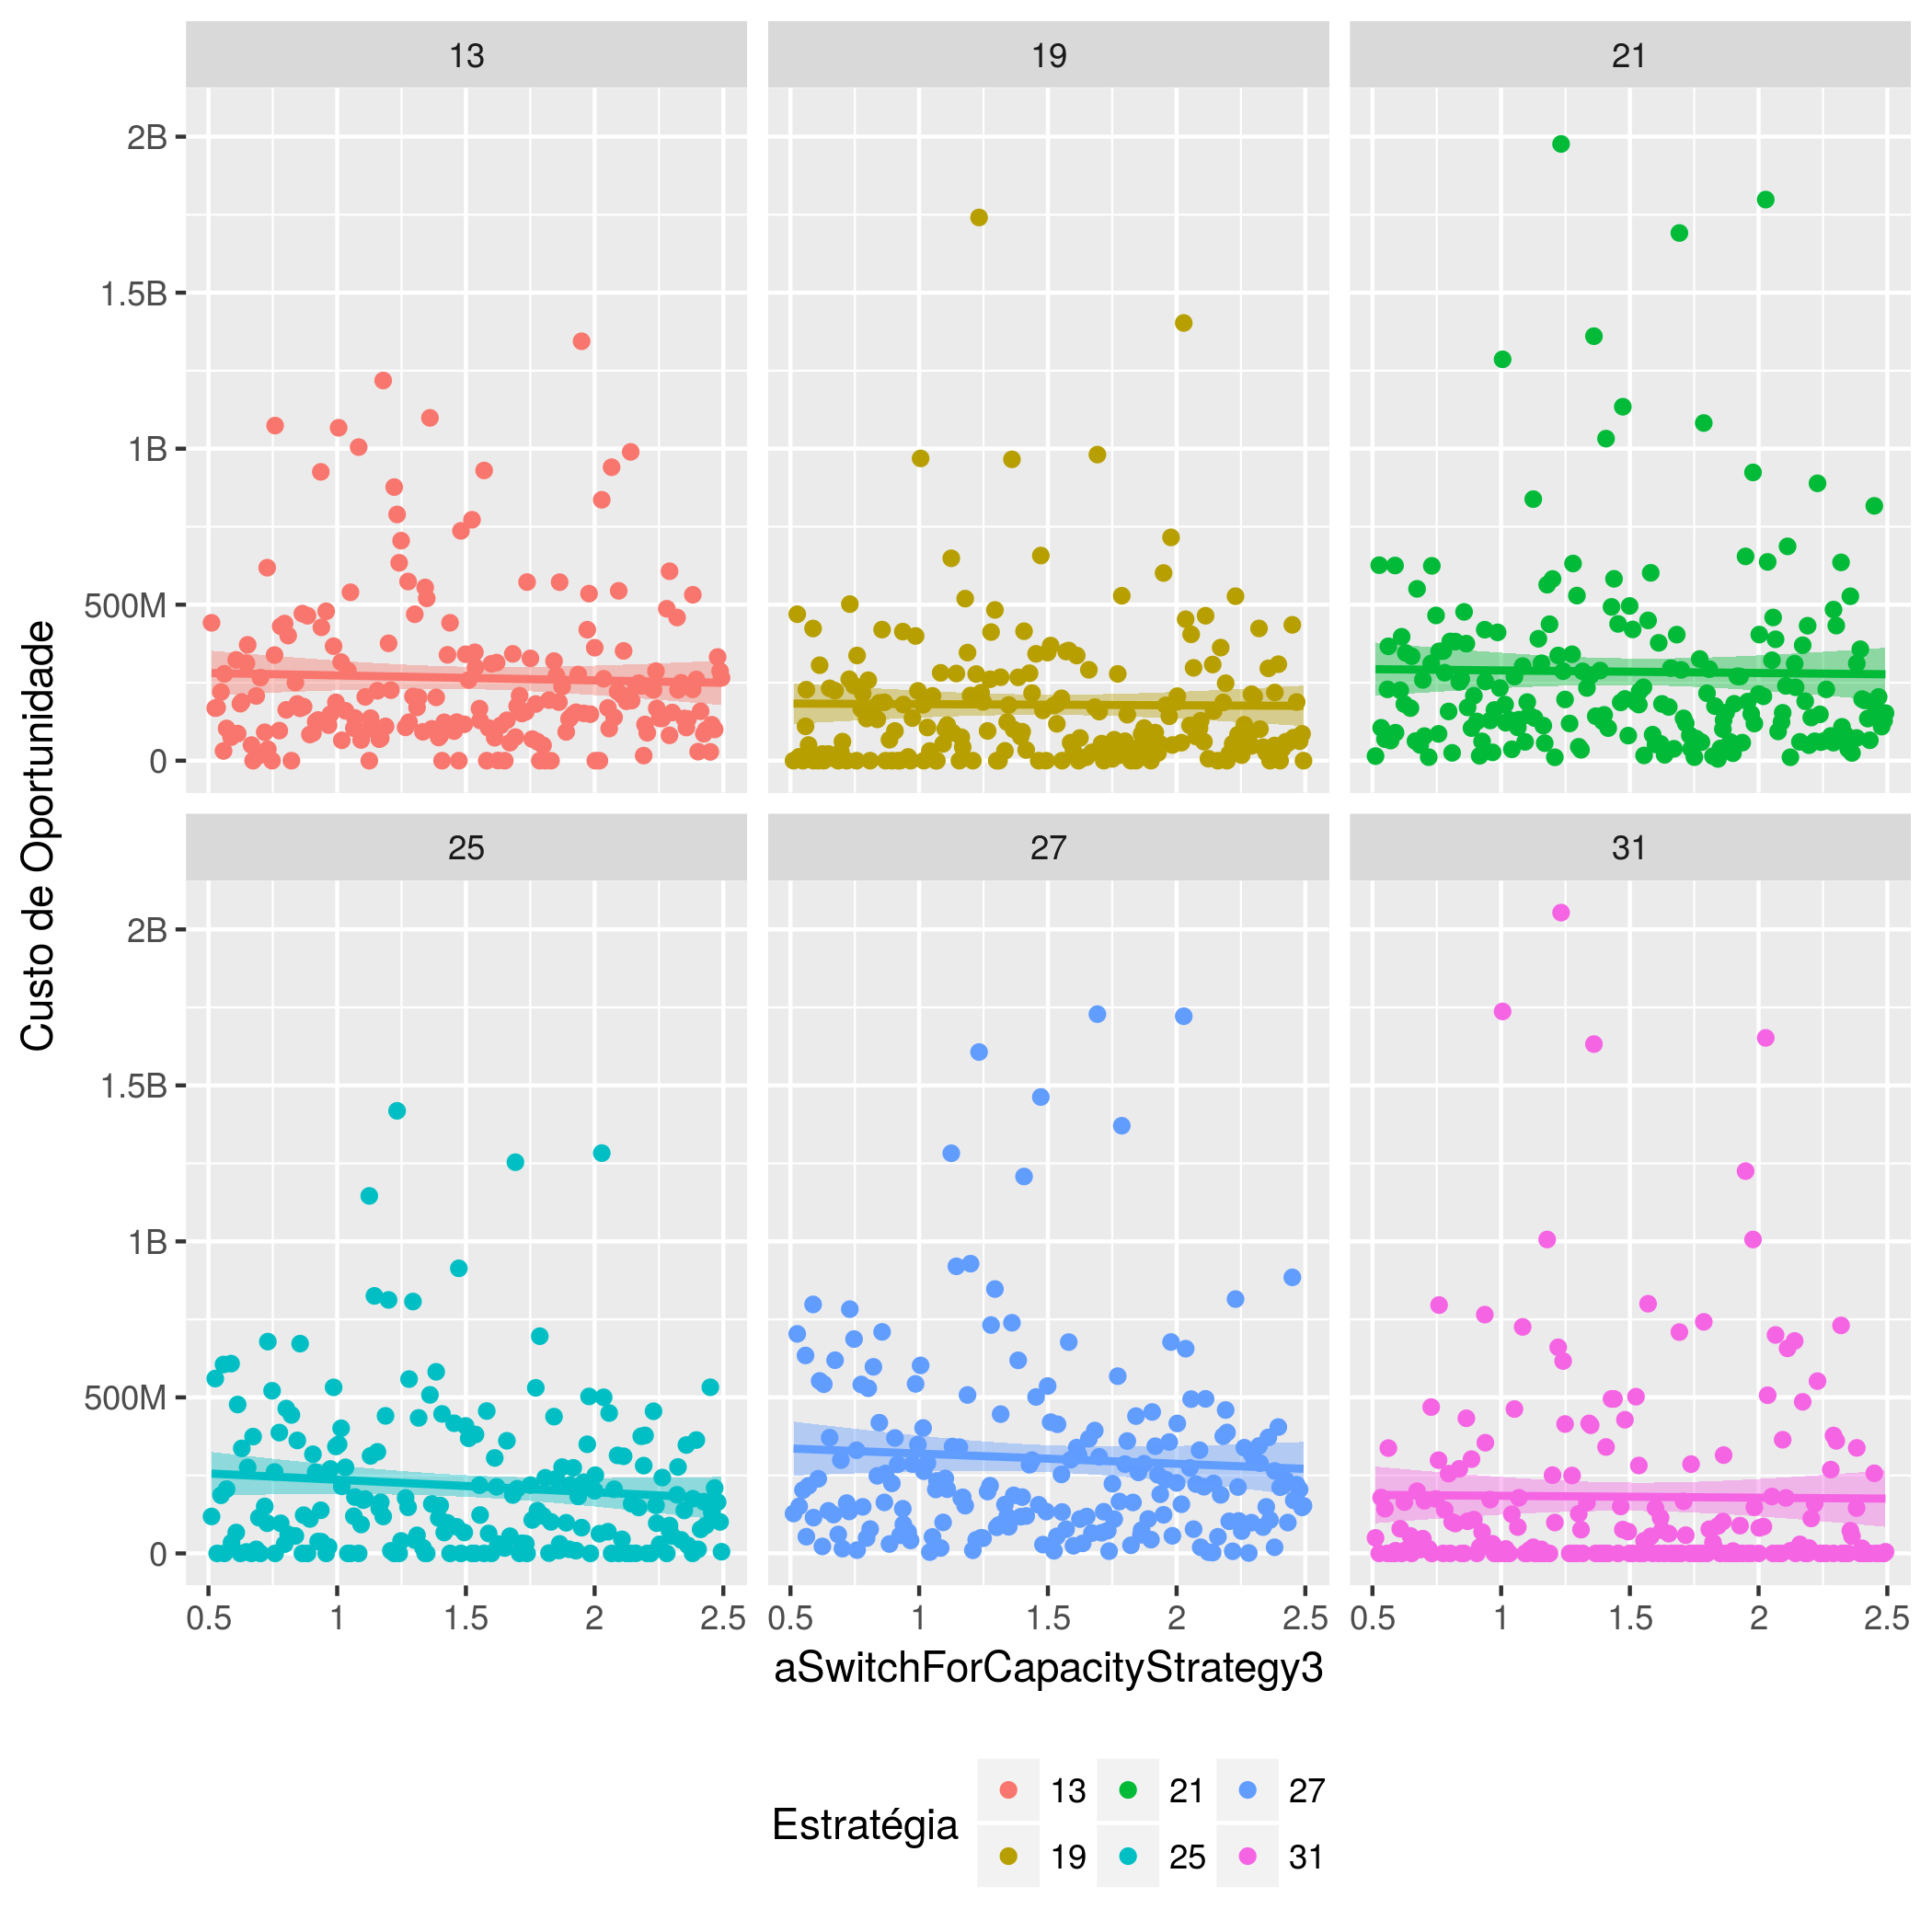 13 19 21
2B
1.5B
1B
500M
0
25 27 31
2B
1.5B
1B
500M
0
0.5 1 1.5 2 2.5 0.5 1 1.5 2 2.5 0.5 1 1.5 2 2.5
Custo de Oportunidade
aSwitchForCapacityStrategy3
Estratégia
13 21 27
19 25 31